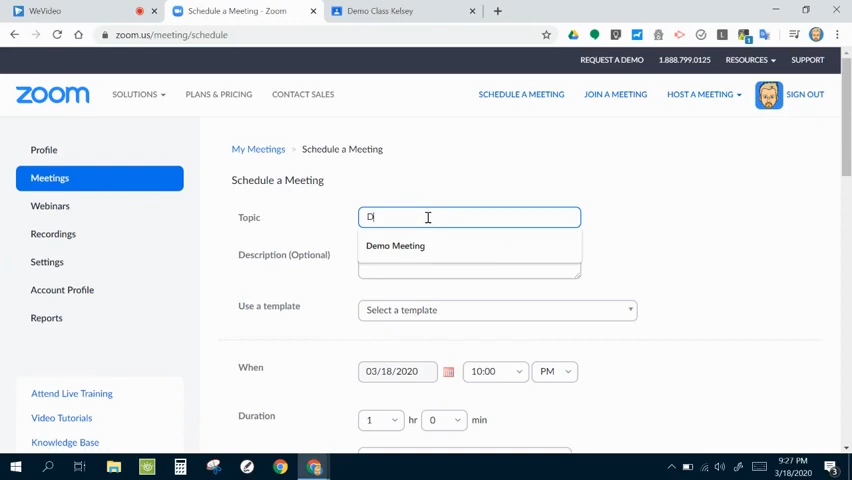 WeVideo
Schedule a Meeting - Zoom
Demo Class Kelsey
zoom.us/meeting/schedule
REQUEST A DEMO 1.888.799.0125 RESOURCES SUPPORT
zoom SOLUTIONS PLANS & PRICING CONTACT SALES SCHEDULE A MEETING JOIN A MEETING HOST A MEETING SIGN OUT
Profile
Meetings
Webinars
Recordings
Settings
Account Profile
Reports
Attend Live Training
Video Tutorials
Knowledge Base
My Meetings > Schedule a Meeting
Schedule a Meeting
Topic D
Demo Meeting
Description (Optional)
Use a template Select a template
When 03/18/2020 10:00 PM
Duration 1 hr 0 min
9:27 PM
3/18/2020
3